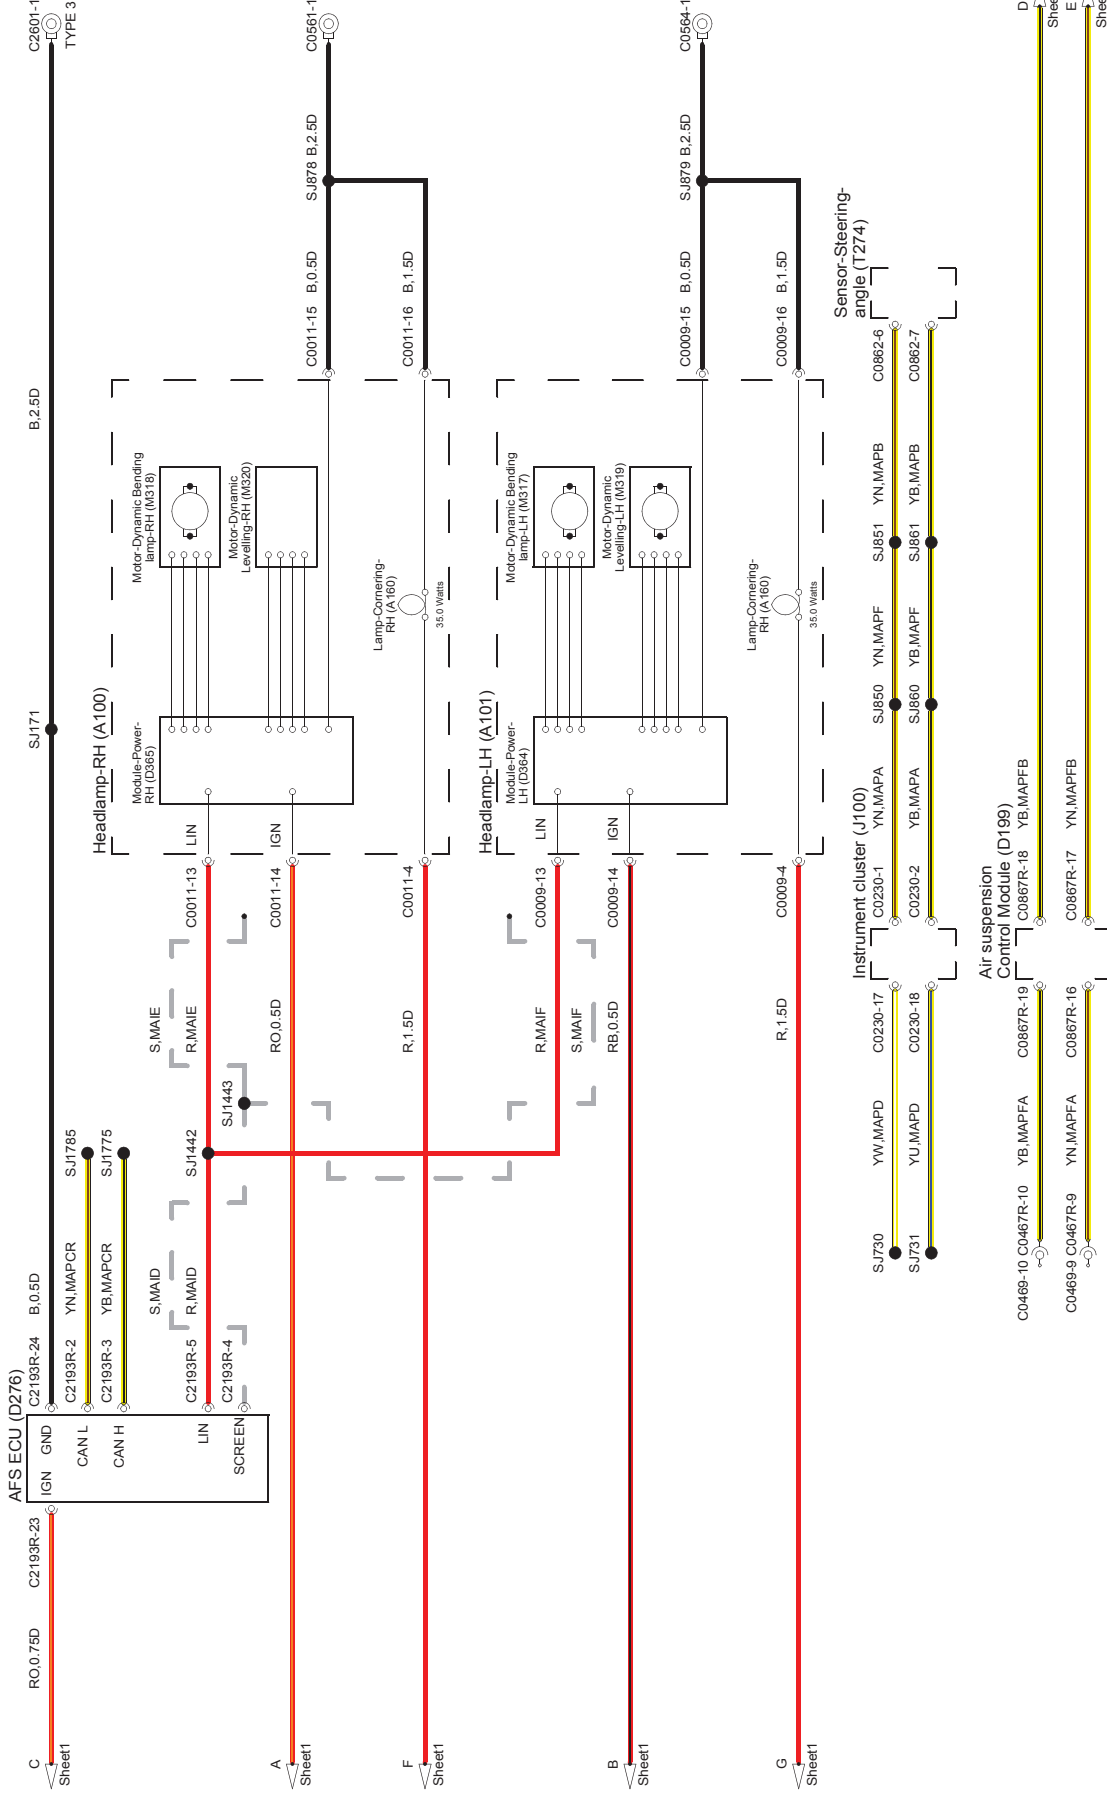 C
Sheet1
RO,0.75D
C2193R-23
AFS ECU (D276)
IGN
GND
CAN L
CAN H
LIN
SCREEN
C2193R-24
B,0.5D
SJ171
B,2.5D
C2601-1
TYPE 3
C2193R-2
YN,MAPCR
SJ1785
C2193R-3
YB,MAPCR
SJ1775
S,MAID
C2193R-5
R,MAID
SJ1442
C2193R-4
SJ1443
S,MAIE
R,MAIE
C0011-13
LIN
Headlamp-RH (A100)
Module-Power-
RH (D365)
Motor-Dynamic Bending
lamp-RH (M318)
Motor-Dynamic
Levelling-RH (M320)
A
Sheet1
RO,0.5D
C0011-14
IGN
C0011-15
B,0.5D
SJ878
B,2.5D
C0561-1
F
Sheet1
R,1.5D
C0011-4
Lamp-Cornering-
RH (A160)
35.0 Watts
C0011-16
B,1.5D
Headlamp-LH (A101)
Module-Power-
LH (D364)
Motor-Dynamic Bending
lamp-LH (M317)
Motor-Dynamic
Levelling-LH (M319)
R,MAIF
C0009-13
LIN
S,MAIF
B
Sheet1
RB,0.5D
C0009-14
IGN
C0009-15
B,0.5D
SJ879
B,2.5D
C0564-1
G
Sheet1
R,1.5D
C0009-4
Lamp-Cornering-
RH (A160)
35.0 Watts
C0009-16
B,1.5D
Instrument cluster (J100)
Sensor-Steering-
angle (T274)
SJ730
YW,MAPD
C0230-17
C0230-1
YN,MAPA
SJ850
YN,MAPF
SJ851
YN,MAPB
C0862-6
SJ731
YU,MAPD
C0230-18
C0230-2
YB,MAPA
SJ860
YB,MAPF
SJ861
YB,MAPB
C0862-7
Air suspension
Control Module (D199)
C0469-10
C0467R-10
YB,MAPFA
C0867R-19
C0867R-18
YB,MAPFB
D
C0469-9
C0467R-9
YN,MAPFA
C0867R-16
C0867R-17
YN,MAPFB
E